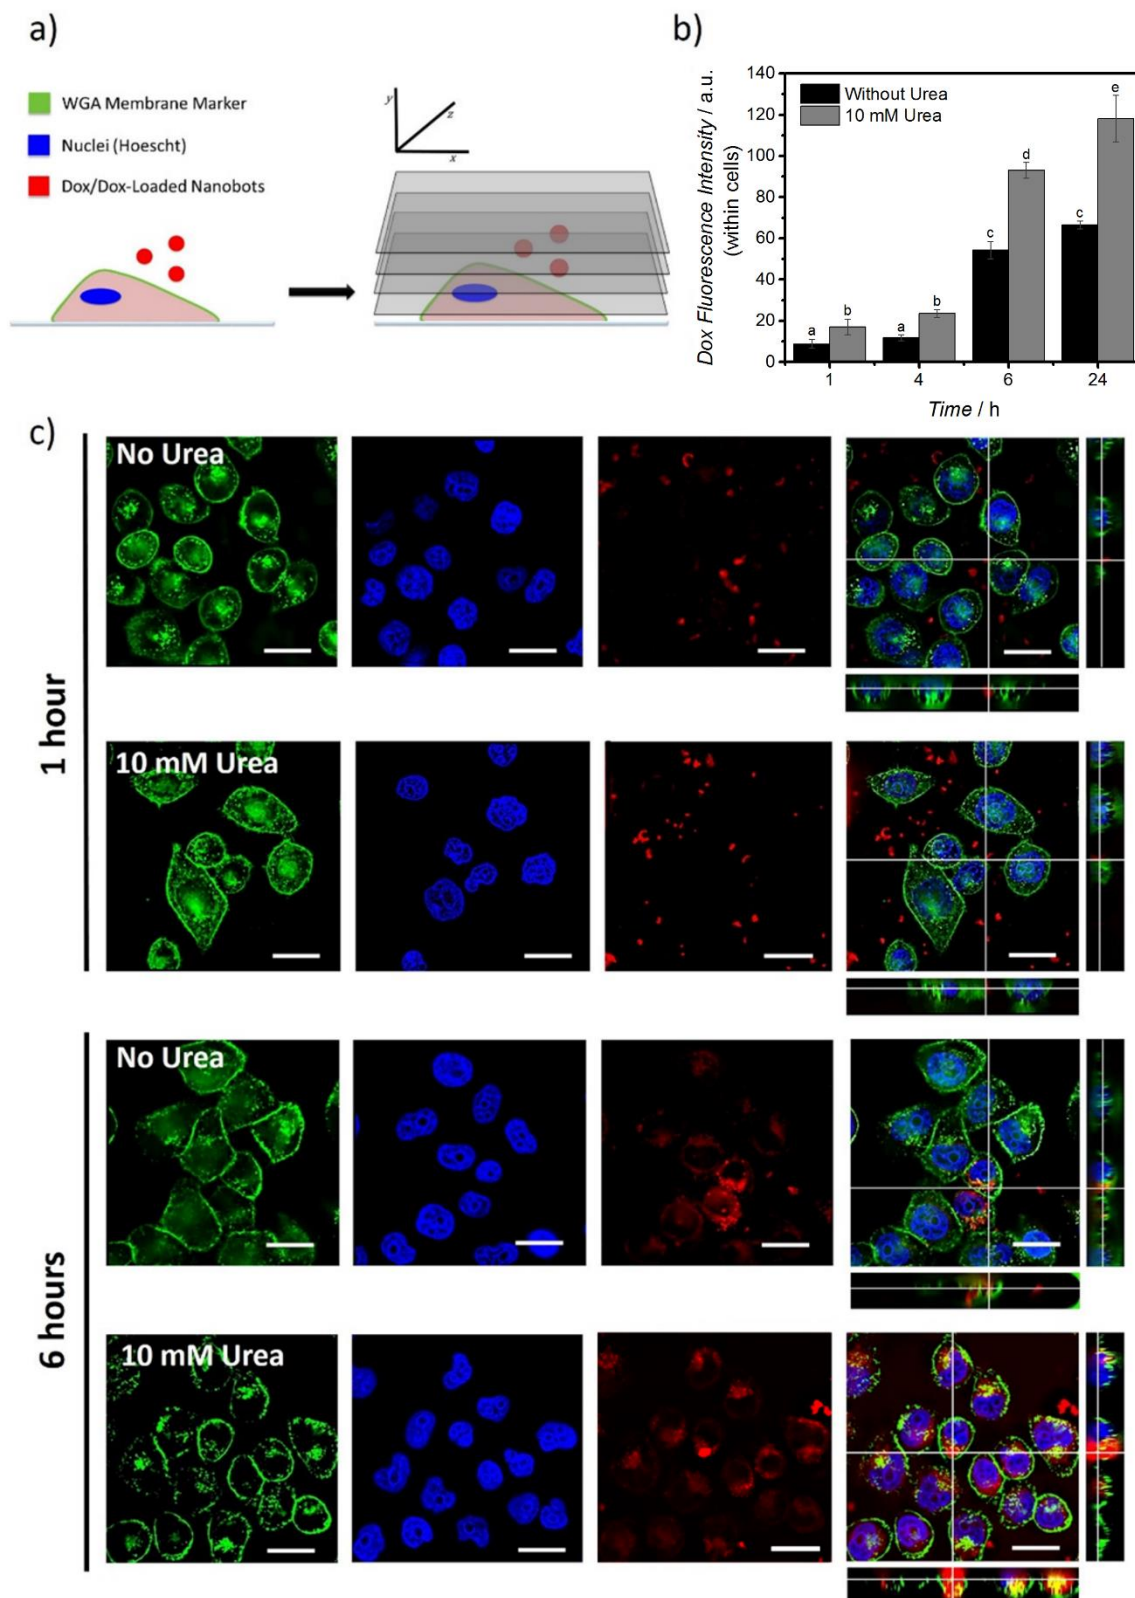 a)
WGA Membrane Marker
Nuclei (Hoescht)
Dox/Dox-Loaded Nanobots
y
z
x
b)
Dox Fluorescence Intensity / a.u.
(within cells)
140
120
100
80
60
40
20
0
Without Urea
10 mM Urea
a
b
a
b
c
d
c
e
1
4
6
24
Time / h
c)
1 hour
No Urea
10 mM Urea
6 hours
No Urea
10 mM Urea